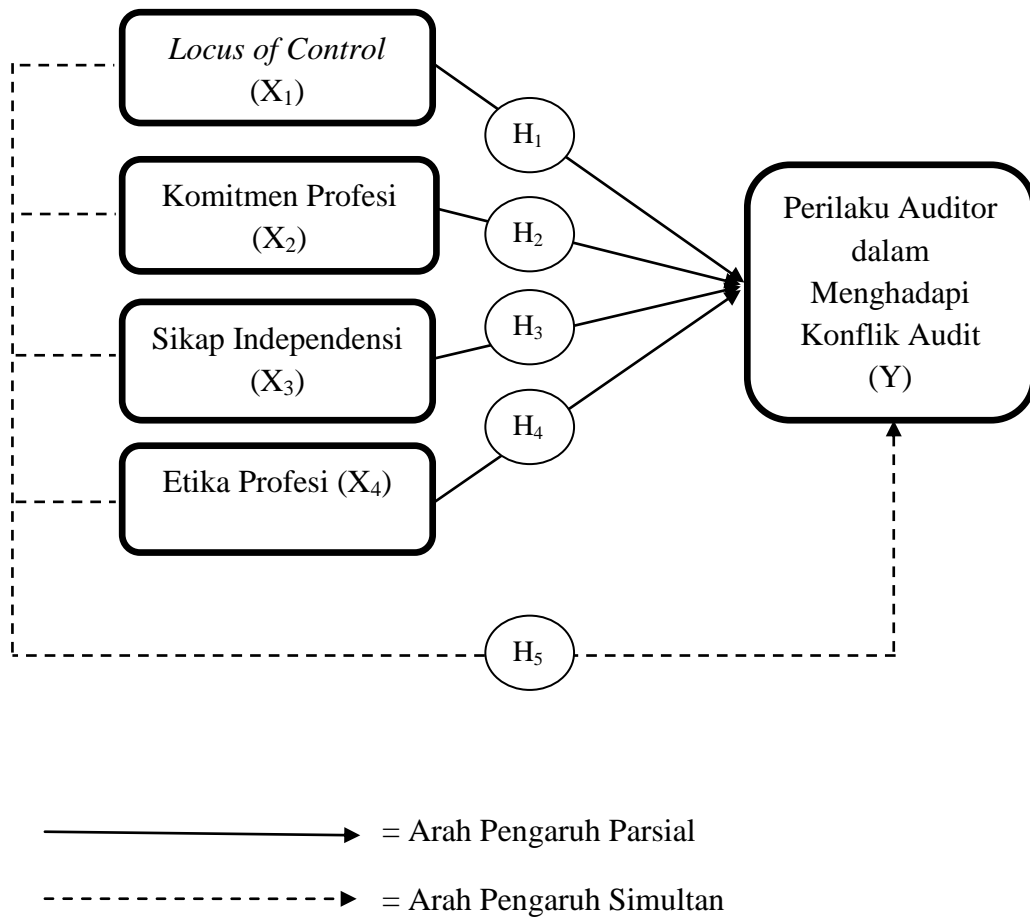 Locus of Control
(X₁)
H₁
Komitmen Profesi
(X₂)
H₂
Sikap Independensi
(X₃)
H₃
Etika Profesi (X₄)
H₄
Perilaku Auditor
dalam
Menghadapi
Konflik Audit
(Y)
H₅
= Arah Pengaruh Parsial
= Arah Pengaruh Simultan